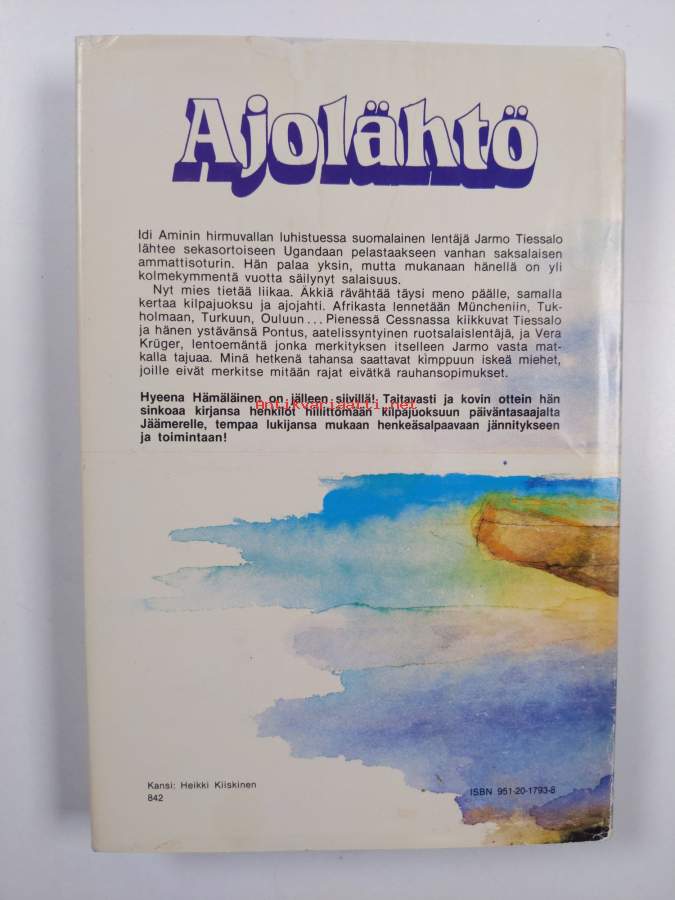 Ajolähtö
Idi Aminin hirmuvallan luhistuessa suomalainen lentäjä Jarmo Tiessalo
lähtee sekasortoiseen Ugandaan pelastaakseen vanhan saksalaisen
ammattisoturin. Hän palaa yksin, mutta mukanaan hänellä on yli
kolmekymmentä vuotta säilynyt salaisuus.
Nyt mies tietää liikaa. Äkkiä rävähtää täysi meno päälle, samalla
kertaa kilpajuoksu ja ajojahti. Afrikasta lennetään Müncheniin, Tuk-
holmaan, Turkuun, Ouluun... Pienessä Cessnassa kiikkuvat Tiessalo
ja hänen ystävänsä Pontus, aatelissyntyinen ruotsalaislentäjä, ja Vera
Krüger, lentoemäntä jonka merkityksen itselleen Jarmo vasta mat-
kalla tajuaa. Minä hetkenä tahansa saattavat kimppuun iskeä miehet,
joille eivät merkitse mitään rajat eivätkä rauhansopimukset.
Hyeena Hämäläinen on jälleen siivillä! Taitavasti ja kovin ottein hän
sinkoaa kirjansa henkilöt hillittömään kilpajuoksuun päiväntasaajalta
Jäämerelle, tempaa lukijansa mukaan henkeäsalpaavaan jännitykseen
ja toimintaan!
Antikvariaatti.net
Kansi: Heikki Kiiskinen
842
ISBN 951-20-1793-8